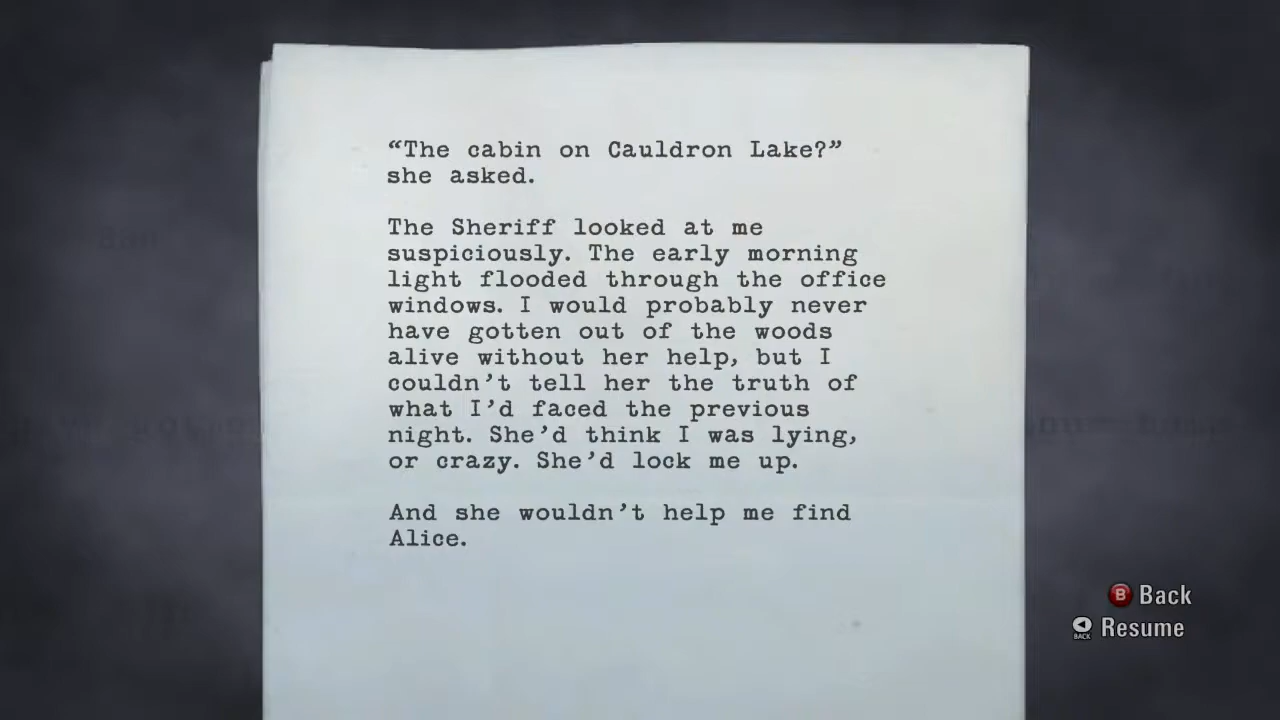 “The cabin on Cauldron Lake?”
she asked.
The Sheriff looked at me
suspiciously. The early morning
light flooded through the office
windows. I would probably never
have gotten out of the woods
alive without her help, but I
couldn’t tell her the truth of
what I’d faced the previous
night. She’d think I was lying,
or crazy. She’d lock me up.
And she wouldn’t help me find
Alice.
B Back
BACK Resume